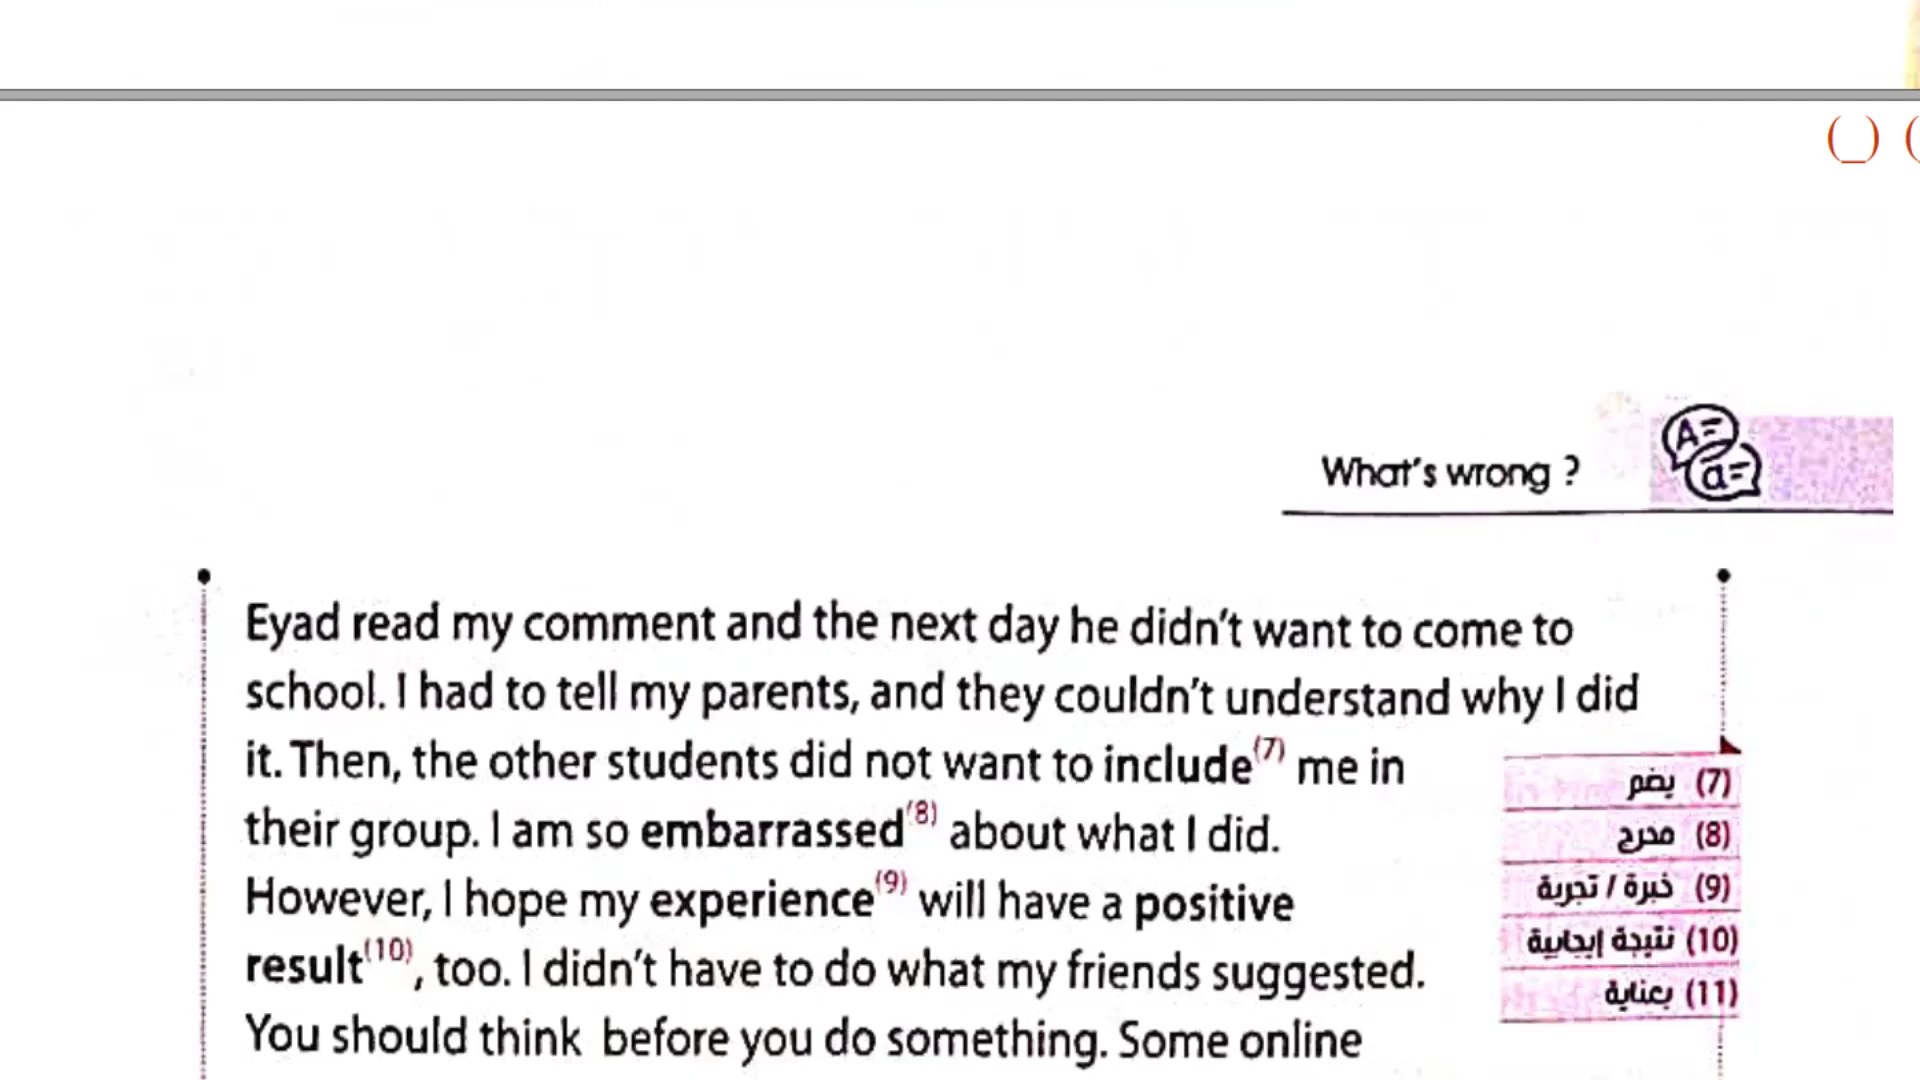 (_) (
What's wrong ?
A=
a=
Eyad read my comment and the next day he didn't want to come to
school. I had to tell my parents, and they couldn't understand why I did
it. Then, the other students did not want to include(7) me in
their group. I am so embarrassed(8) about what I did.
However, I hope my experience(9) will have a positive
result(10), too. I didn't have to do what my friends suggested.
You should think before you do something. Some online
(7) يضم
(8) محرج
(9) خبرة / تجربة
(10) نتيجة إيجابية
(11) بعناية